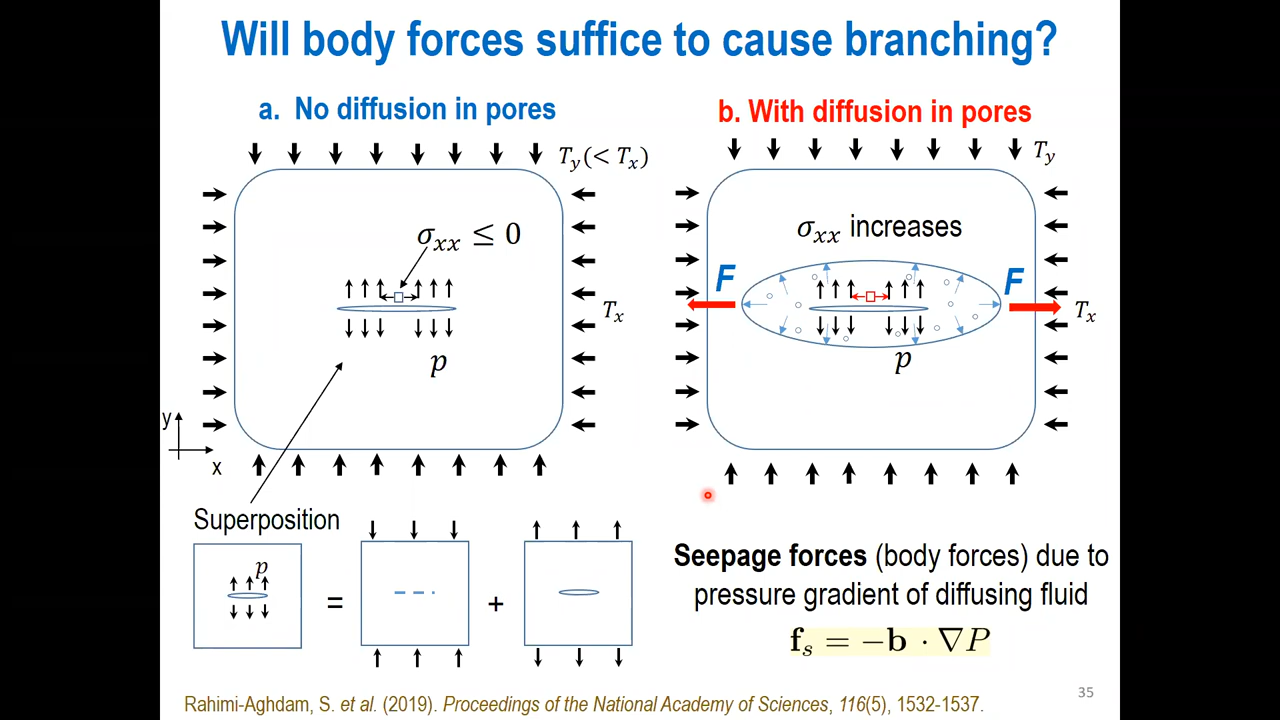 Will body forces suffice to cause branching?
a. No diffusion in pores
T_y(< T_x)
σ_xx ≤ 0
T_x
p
y
x
Superposition
p
=
+
b. With diffusion in pores
T_y
σ_xx increases
F
F
T_x
p
Seepage forces (body forces) due to
pressure gradient of diffusing fluid
f_s = −b · ∇P
35
Rahimi-Aghdam, S. et al. (2019). Proceedings of the National Academy of Sciences, 116(5), 1532-1537.